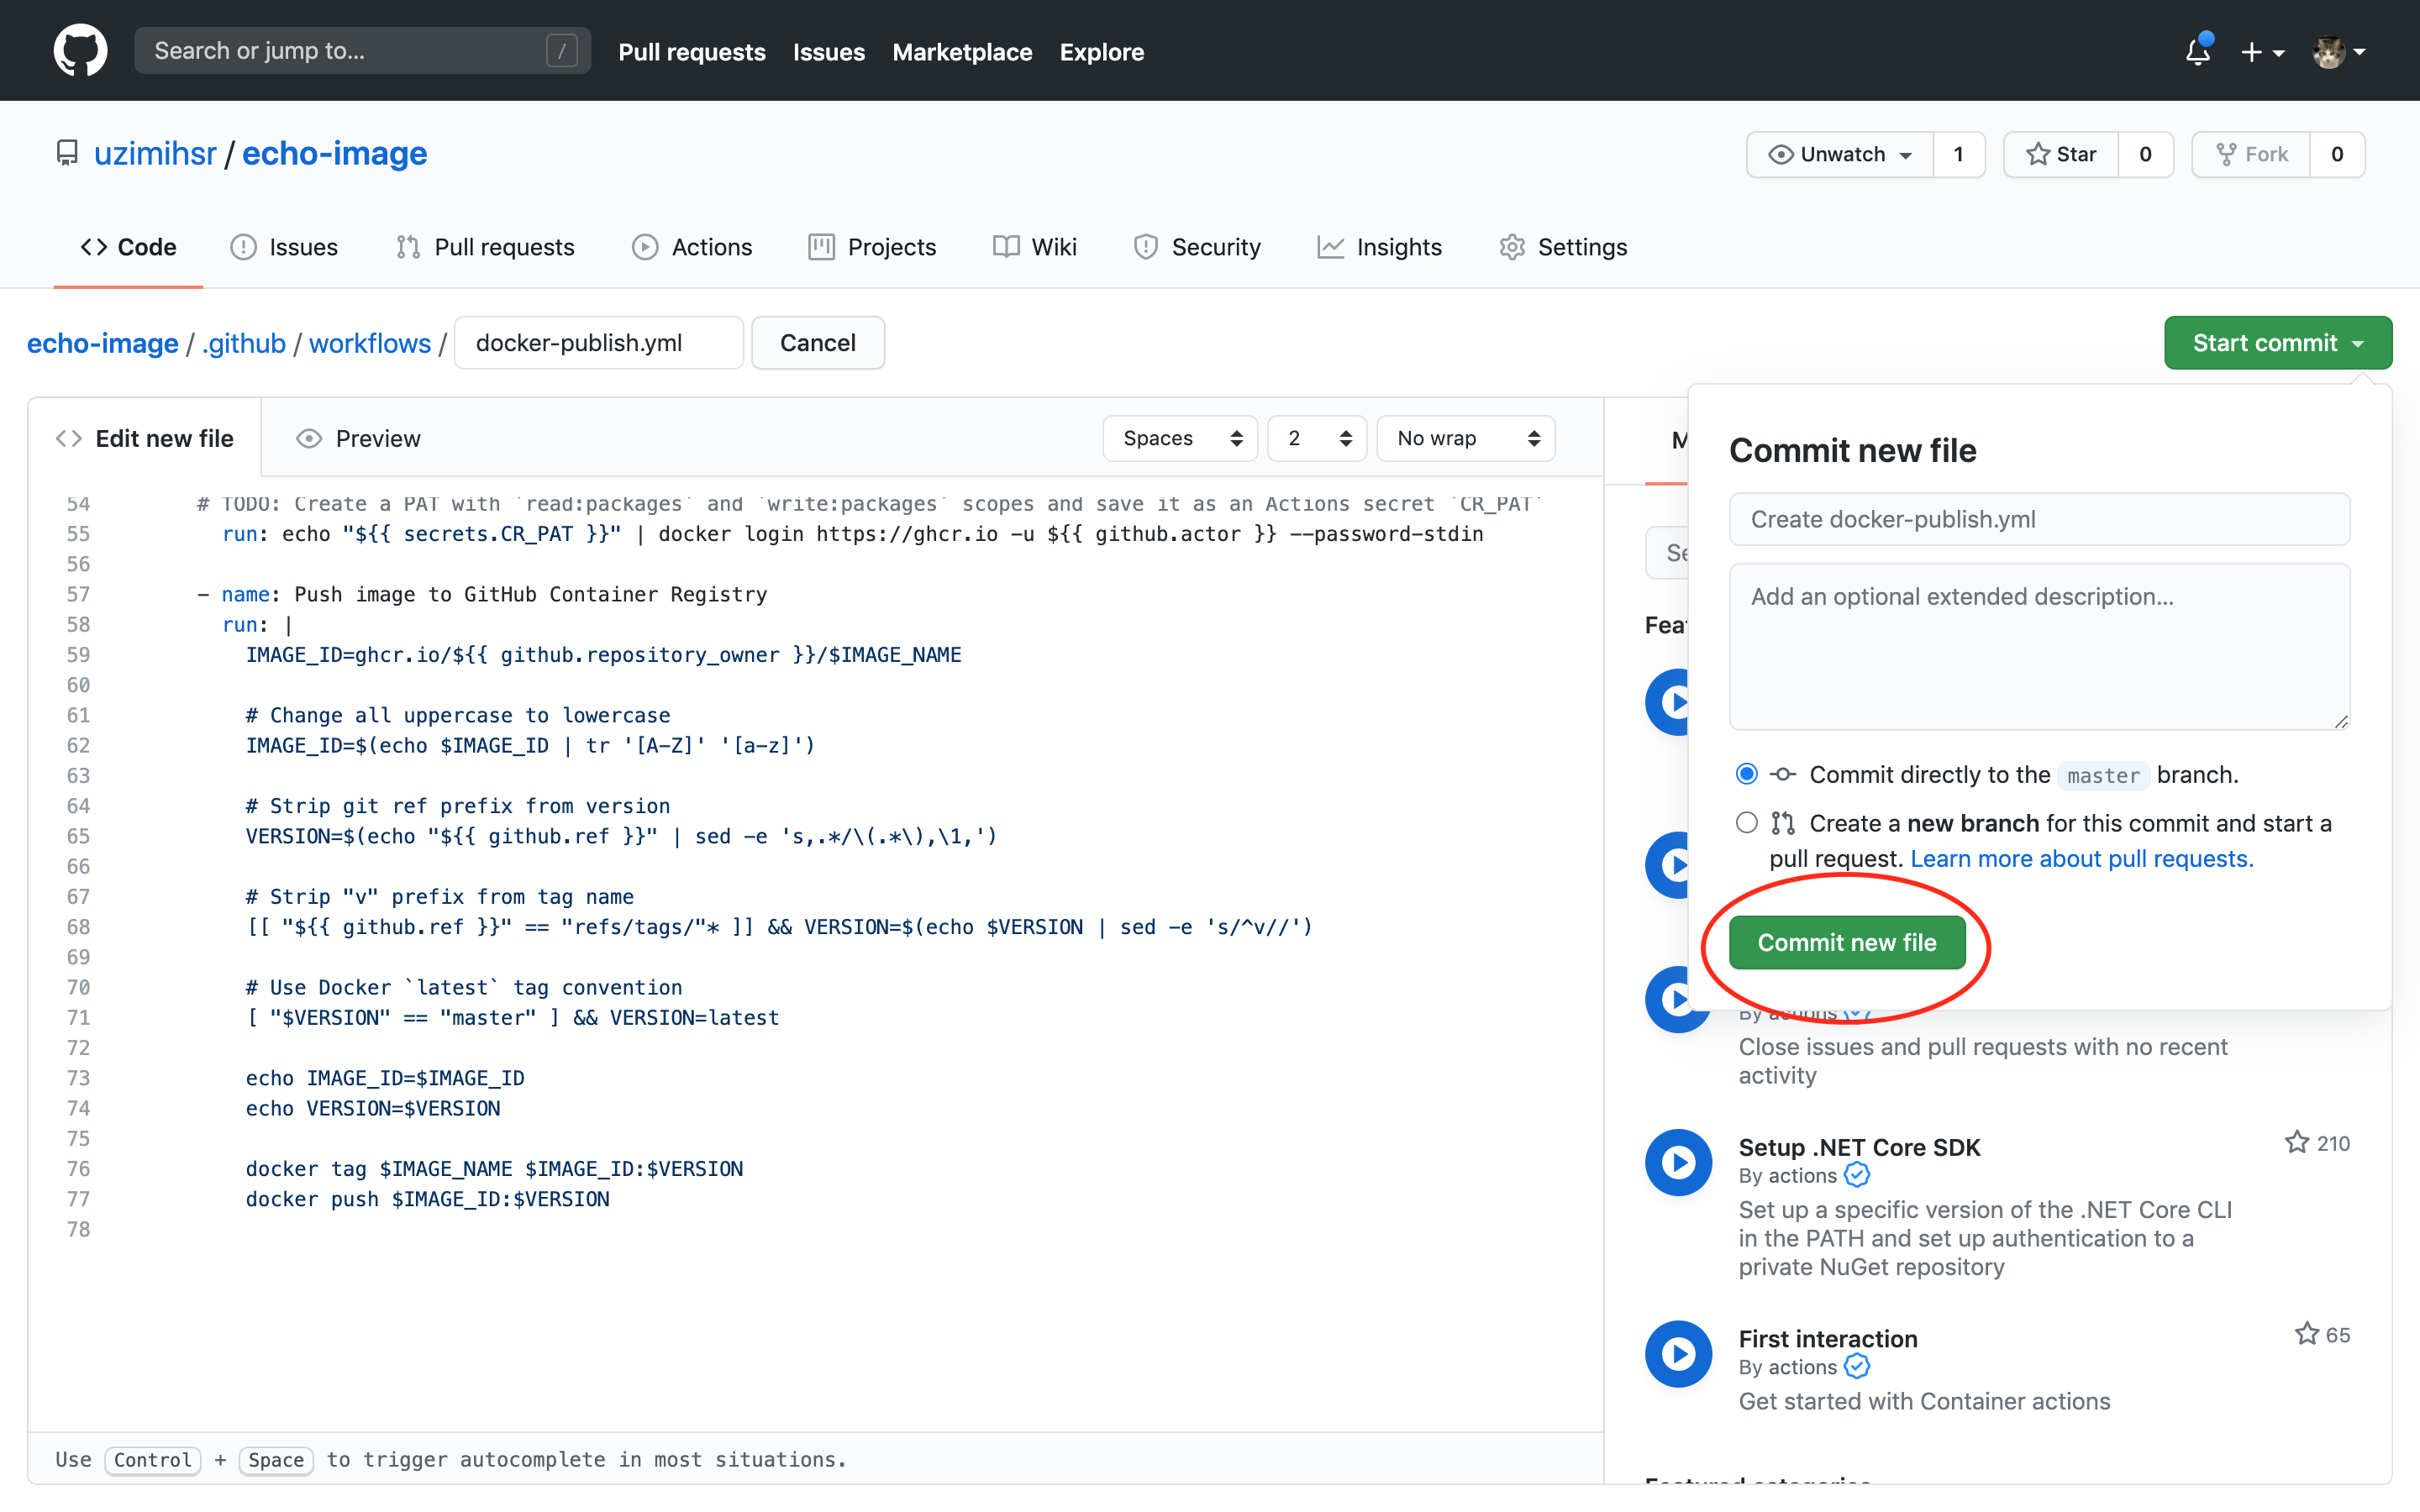 Search or jump to... /
Pull requests Issues Marketplace Explore
uzimihsr / echo-image
Unwatch 1 Star 0 Fork 0
Code Issues Pull requests Actions Projects Wiki Security Insights Settings
echo-image / .github / workflows / docker-publish.yml Cancel
Start commit
Edit new file Preview Spaces 2 No wrap
54 # TODO: Create a PAT with `read:packages` and `write:packages` scopes and save it as an Actions secret `CR_PAT`
55 run: echo "${{ secrets.CR_PAT }}" | docker login https://ghcr.io -u ${{ github.actor }} --password-stdin
56
57 - name: Push image to GitHub Container Registry
58 run: |
59 IMAGE_ID=ghcr.io/${{ github.repository_owner }}/$IMAGE_NAME
60
61 # Change all uppercase to lowercase
62 IMAGE_ID=$(echo $IMAGE_ID | tr '[A-Z]' '[a-z]')
63
64 # Strip git ref prefix from version
65 VERSION=$(echo "${{ github.ref }}" | sed -e 's,.*/\(.*\),\1,')
66
67 # Strip "v" prefix from tag name
68 [[ "${{ github.ref }}" == "refs/tags/"* ]] && VERSION=$(echo $VERSION | sed -e 's/^v//')
69
70 # Use Docker `latest` tag convention
71 [ "$VERSION" == "master" ] && VERSION=latest
72
73 echo IMAGE_ID=$IMAGE_ID
74 echo VERSION=$VERSION
75
76 docker tag $IMAGE_NAME $IMAGE_ID:$VERSION
77 docker push $IMAGE_ID:$VERSION
78
Use Control + Space to trigger autocomplete in most situations.
Commit new file
Create docker-publish.yml
Add an optional extended description...
Commit directly to the master branch.
Create a new branch for this commit and start a
pull request. Learn more about pull requests.
Commit new file
By actions
Close issues and pull requests with no recent
activity
Setup .NET Core SDK 210
By actions
Set up a specific version of the .NET Core CLI
in the PATH and set up authentication to a
private NuGet repository
First interaction 65
By actions
Get started with Container actions
Featured categories